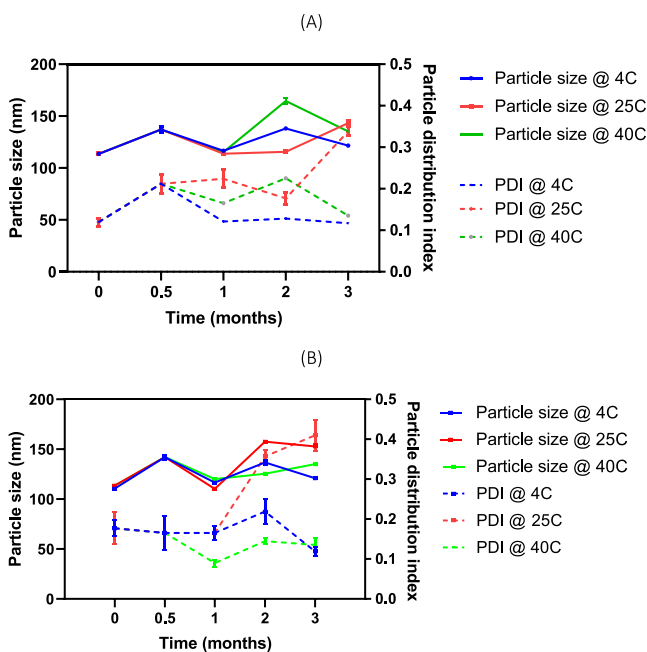 (A)
200
150
100
50
0
Particle size (nm)
0.5
0.4
0.3
0.2
0.1
0.0
Particle distribution index
0 0.5 1 2 3
Time (months)
Particle size @ 4C
Particle size @ 25C
Particle size @ 40C
PDI @ 4C
PDI @ 25C
PDI @ 40C
(B)
200
150
100
50
0
Particle size (nm)
0.5
0.4
0.3
0.2
0.1
0.0
Particle distribution index
0 0.5 1 2 3
Time (months)
Particle size @ 4C
Particle size @ 25C
Particle size @ 40C
PDI @ 4C
PDI @ 25C
PDI @ 40C